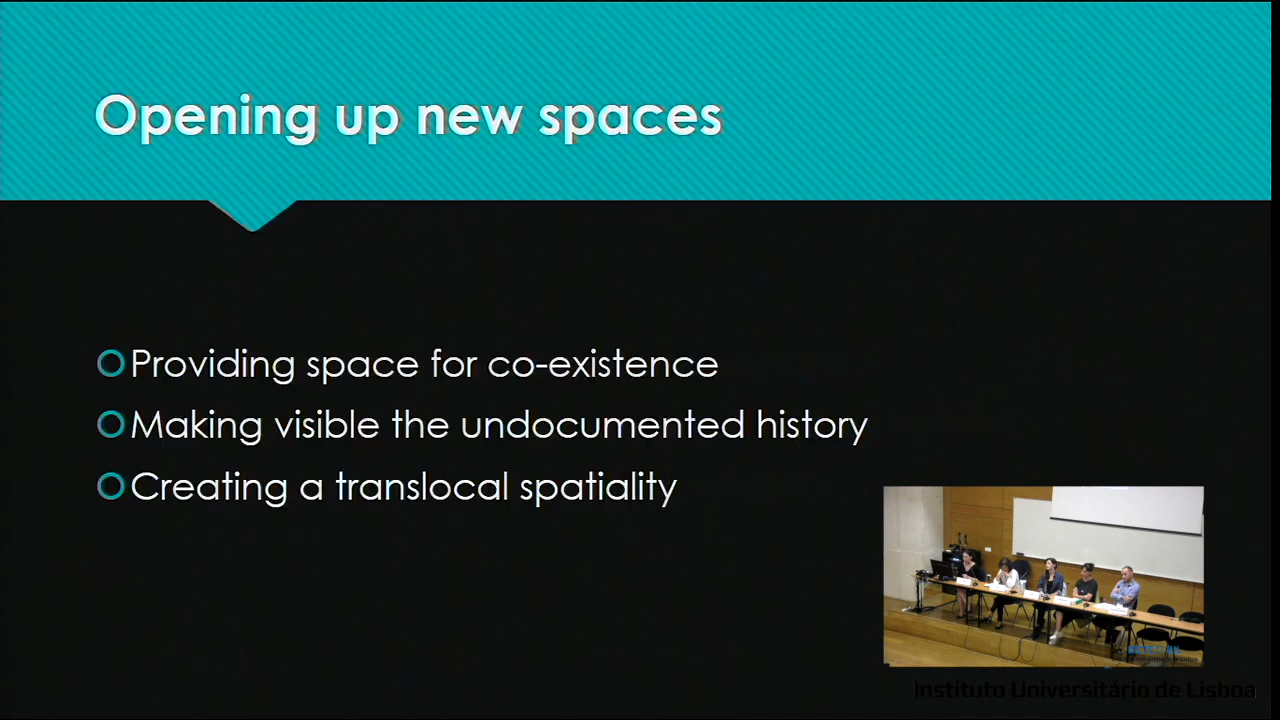 Opening up new spaces
Providing space for co-existence
Making visible the undocumented history
Creating a translocal spatiality
Instituto Universitário de Lisboa